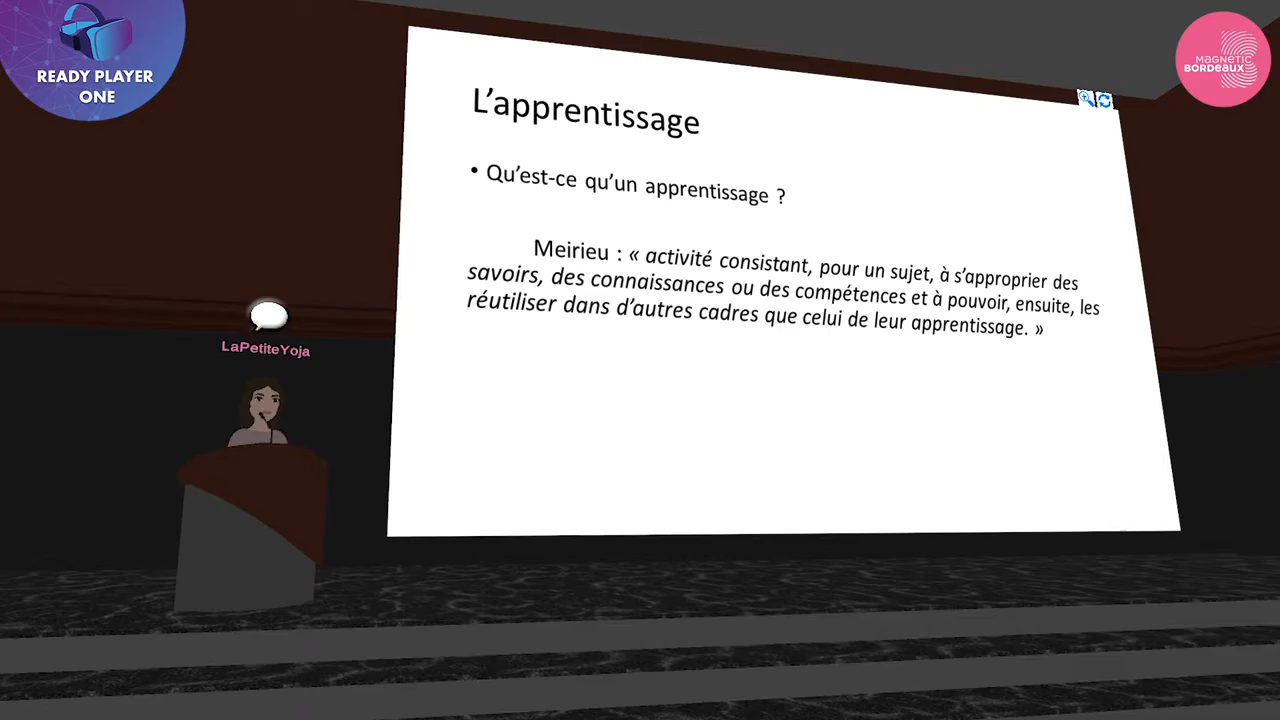 READY PLAYER
ONE
MAGNETIC
BORDEAUX
L'apprentissage
• Qu'est-ce qu'un apprentissage ?
Meirieu : « activité consistant, pour un sujet, à s'approprier des
savoirs, des connaissances ou des compétences et à pouvoir, ensuite, les
réutiliser dans d'autres cadres que celui de leur apprentissage. »
LaPetiteYoja